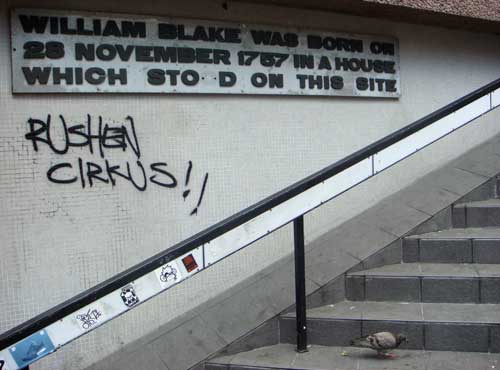 WILLIAM BLAKE WAS BORN ON
28 NOVEMBER 1757 IN A HOUSE
WHICH STO D ON THIS SITE
RUSHEN
CIRKUS!!